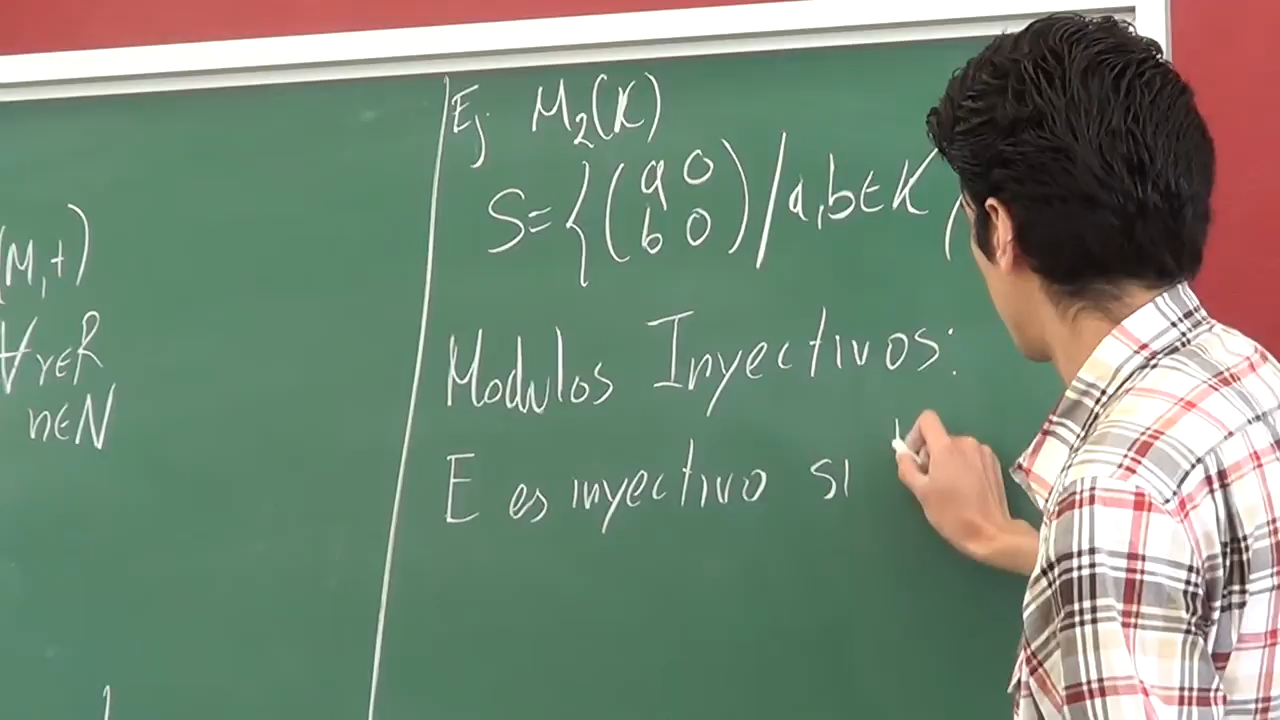 (M,+)
∀r∈R
n∈N
Ej. M₂(K)
S={(a 0
b 0)/a,b∈K
Modulos Inyectivos:
E es inyectivo si